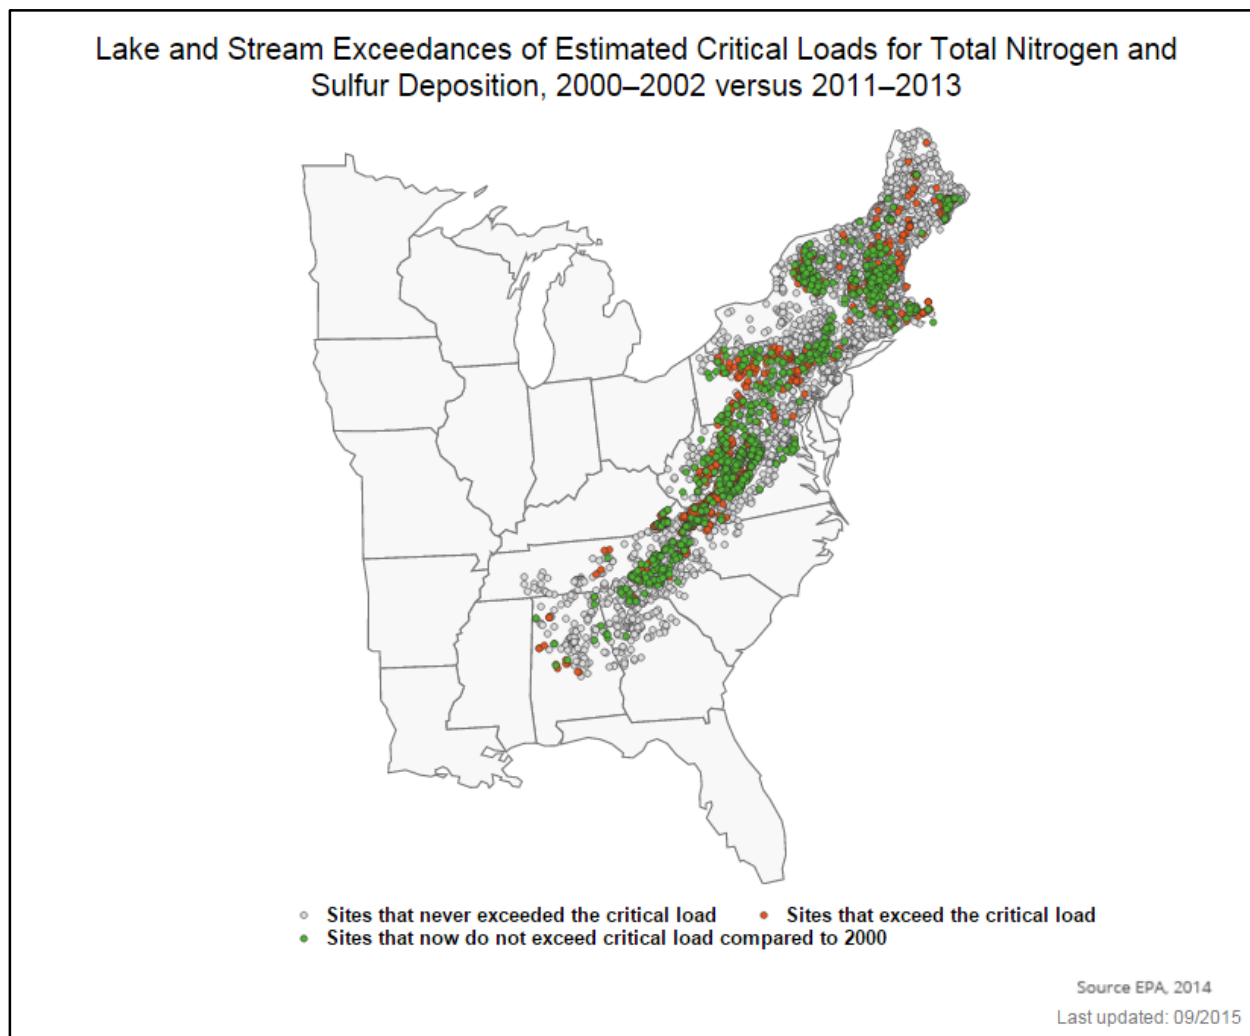 Lake and Stream Exceedances of Estimated Critical Loads for Total Nitrogen and
Sulfur Deposition, 2000–2002 versus 2011–2013
Sites that never exceeded the critical load
Sites that exceed the critical load
Sites that now do not exceed critical load compared to 2000
Source EPA, 2014
Last updated: 09/2015